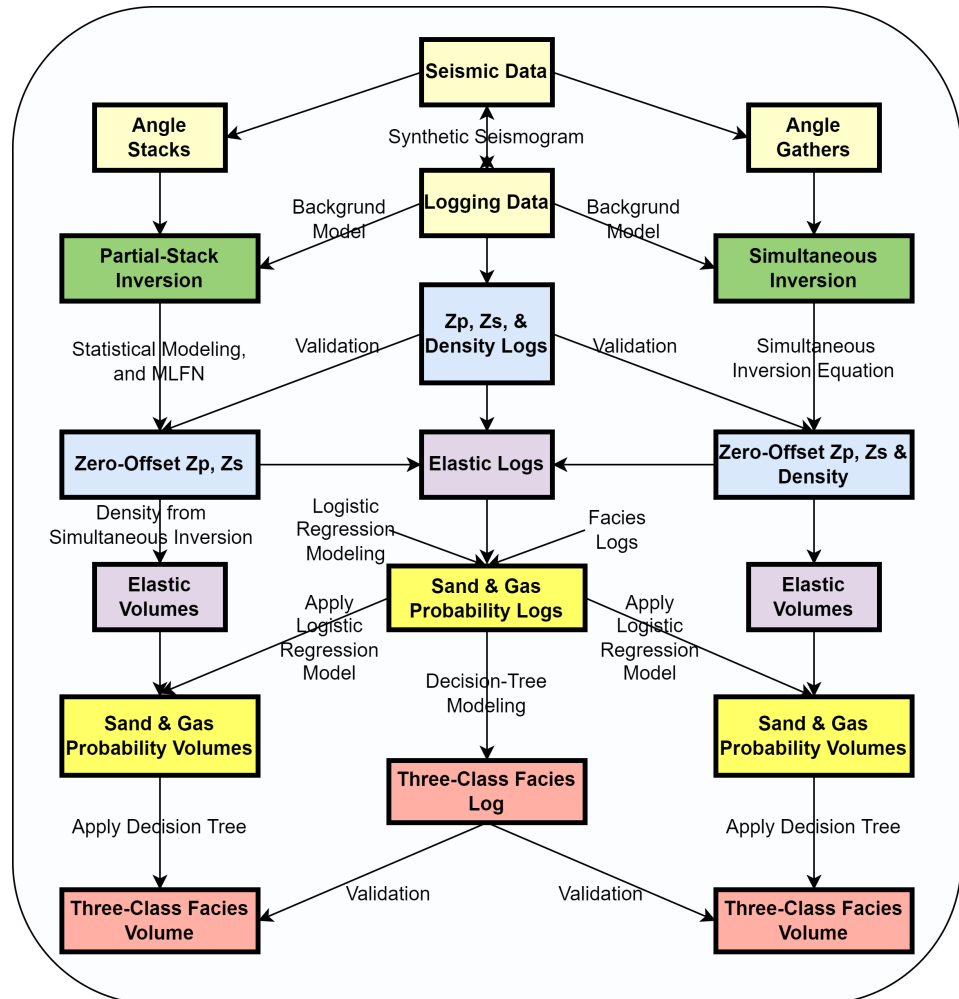 Seismic Data
Angle
Stacks
Synthetic Seismogram
Angle
Gathers
Logging Data
Backgrund
Model
Backgrund
Model
Partial-Stack
Inversion
Simultaneous
Inversion
Zp, Zs, &
Density Logs
Statistical Modeling,
and MLFN
Validation
Validation
Simultaneous
Inversion Equation
Zero-Offset Zp, Zs
Elastic Logs
Zero-Offset Zp, Zs &
Density
Density from
Simultaneous Inversion
Logistic
Regression
Modeling
Facies
Logs
Elastic
Volumes
Sand & Gas
Probability Logs
Elastic
Volumes
Apply
Logistic
Regression
Model
Apply
Logistic
Regression
Model
Decision-Tree
Modeling
Sand & Gas
Probability Volumes
Sand & Gas
Probability Volumes
Three-Class Facies
Log
Apply Decision Tree
Apply Decision Tree
Validation
Validation
Three-Class Facies
Volume
Three-Class Facies
Volume